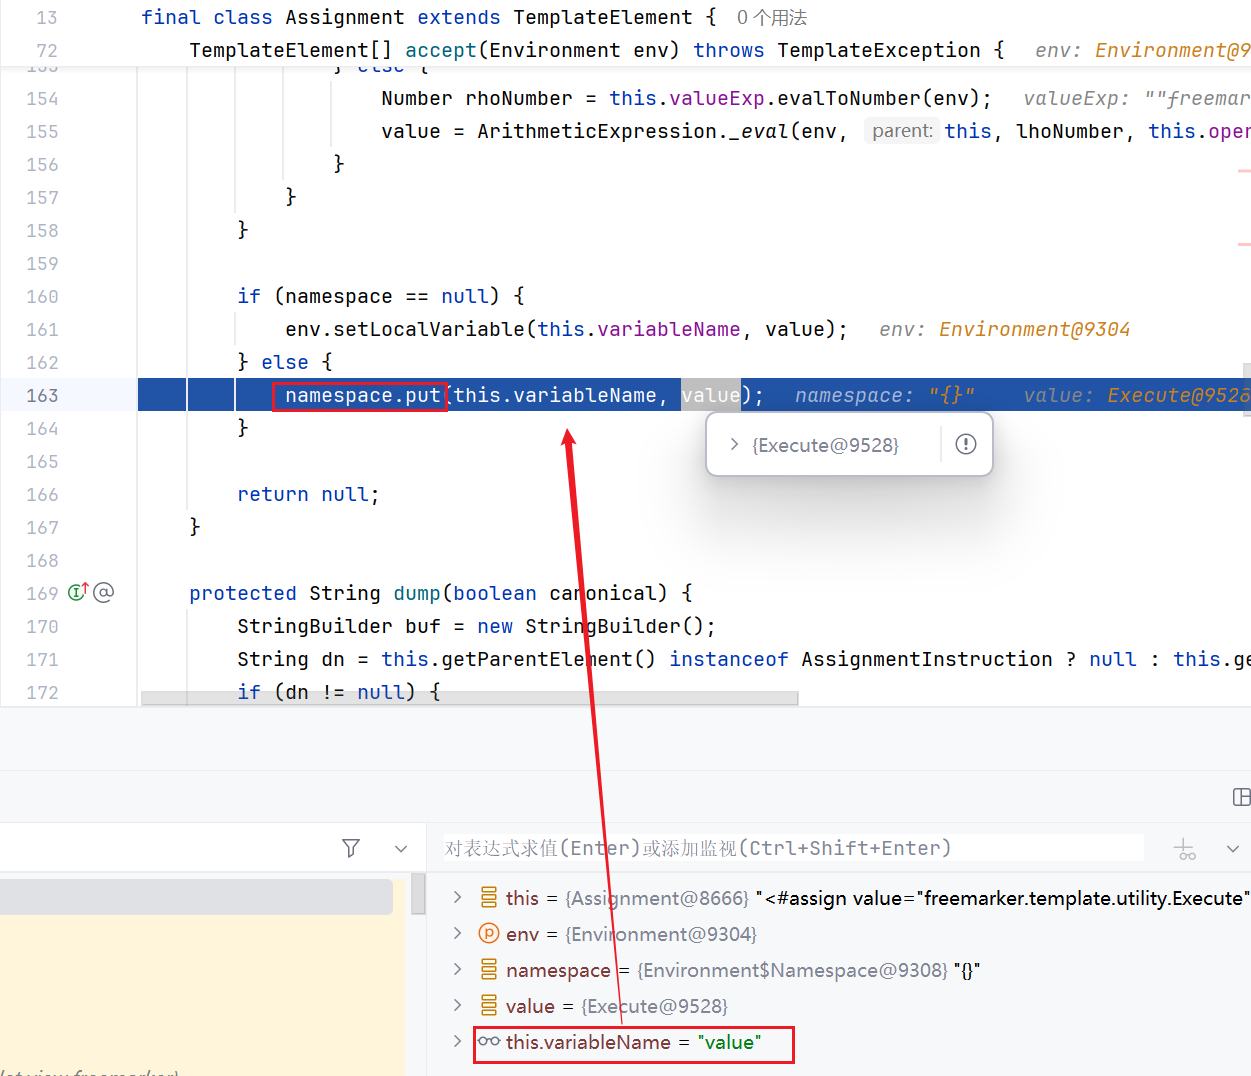 13 final class Assignment extends TemplateElement { 0 个用法
72 TemplateElement[] accept(Environment env) throws TemplateException { env: Environment@9
153 } else {
154 Number rhoNumber = this.valueExp.evalToNumber(env); valueExp: ""freemar
155 value = ArithmeticExpression._eval(env, parent: this, lhoNumber, this.oper
156 }
157 }
158 }
159
160 if (namespace == null) {
161 env.setLocalVariable(this.variableName, value); env: Environment@9304
162 } else {
163 namespace.put(this.variableName, value); namespace: "{}" value: Execute@9528
164 }
{Execute@9528}
165
166 return null;
167 }
168
169 protected String dump(boolean canonical) {
170 StringBuilder buf = new StringBuilder();
171 String dn = this.getParentElement() instanceof AssignmentInstruction ? null : this.ge
172 if (dn != null) {
对表达式求值(Enter)或添加监视(Ctrl+Shift+Enter)
this = {Assignment@8666} "<#assign value="freemarker.template.utility.Execute"
env = {Environment@9304}
namespace = {Environment$Namespace@9308} "{}"
value = {Execute@9528}
this.variableName = "value"